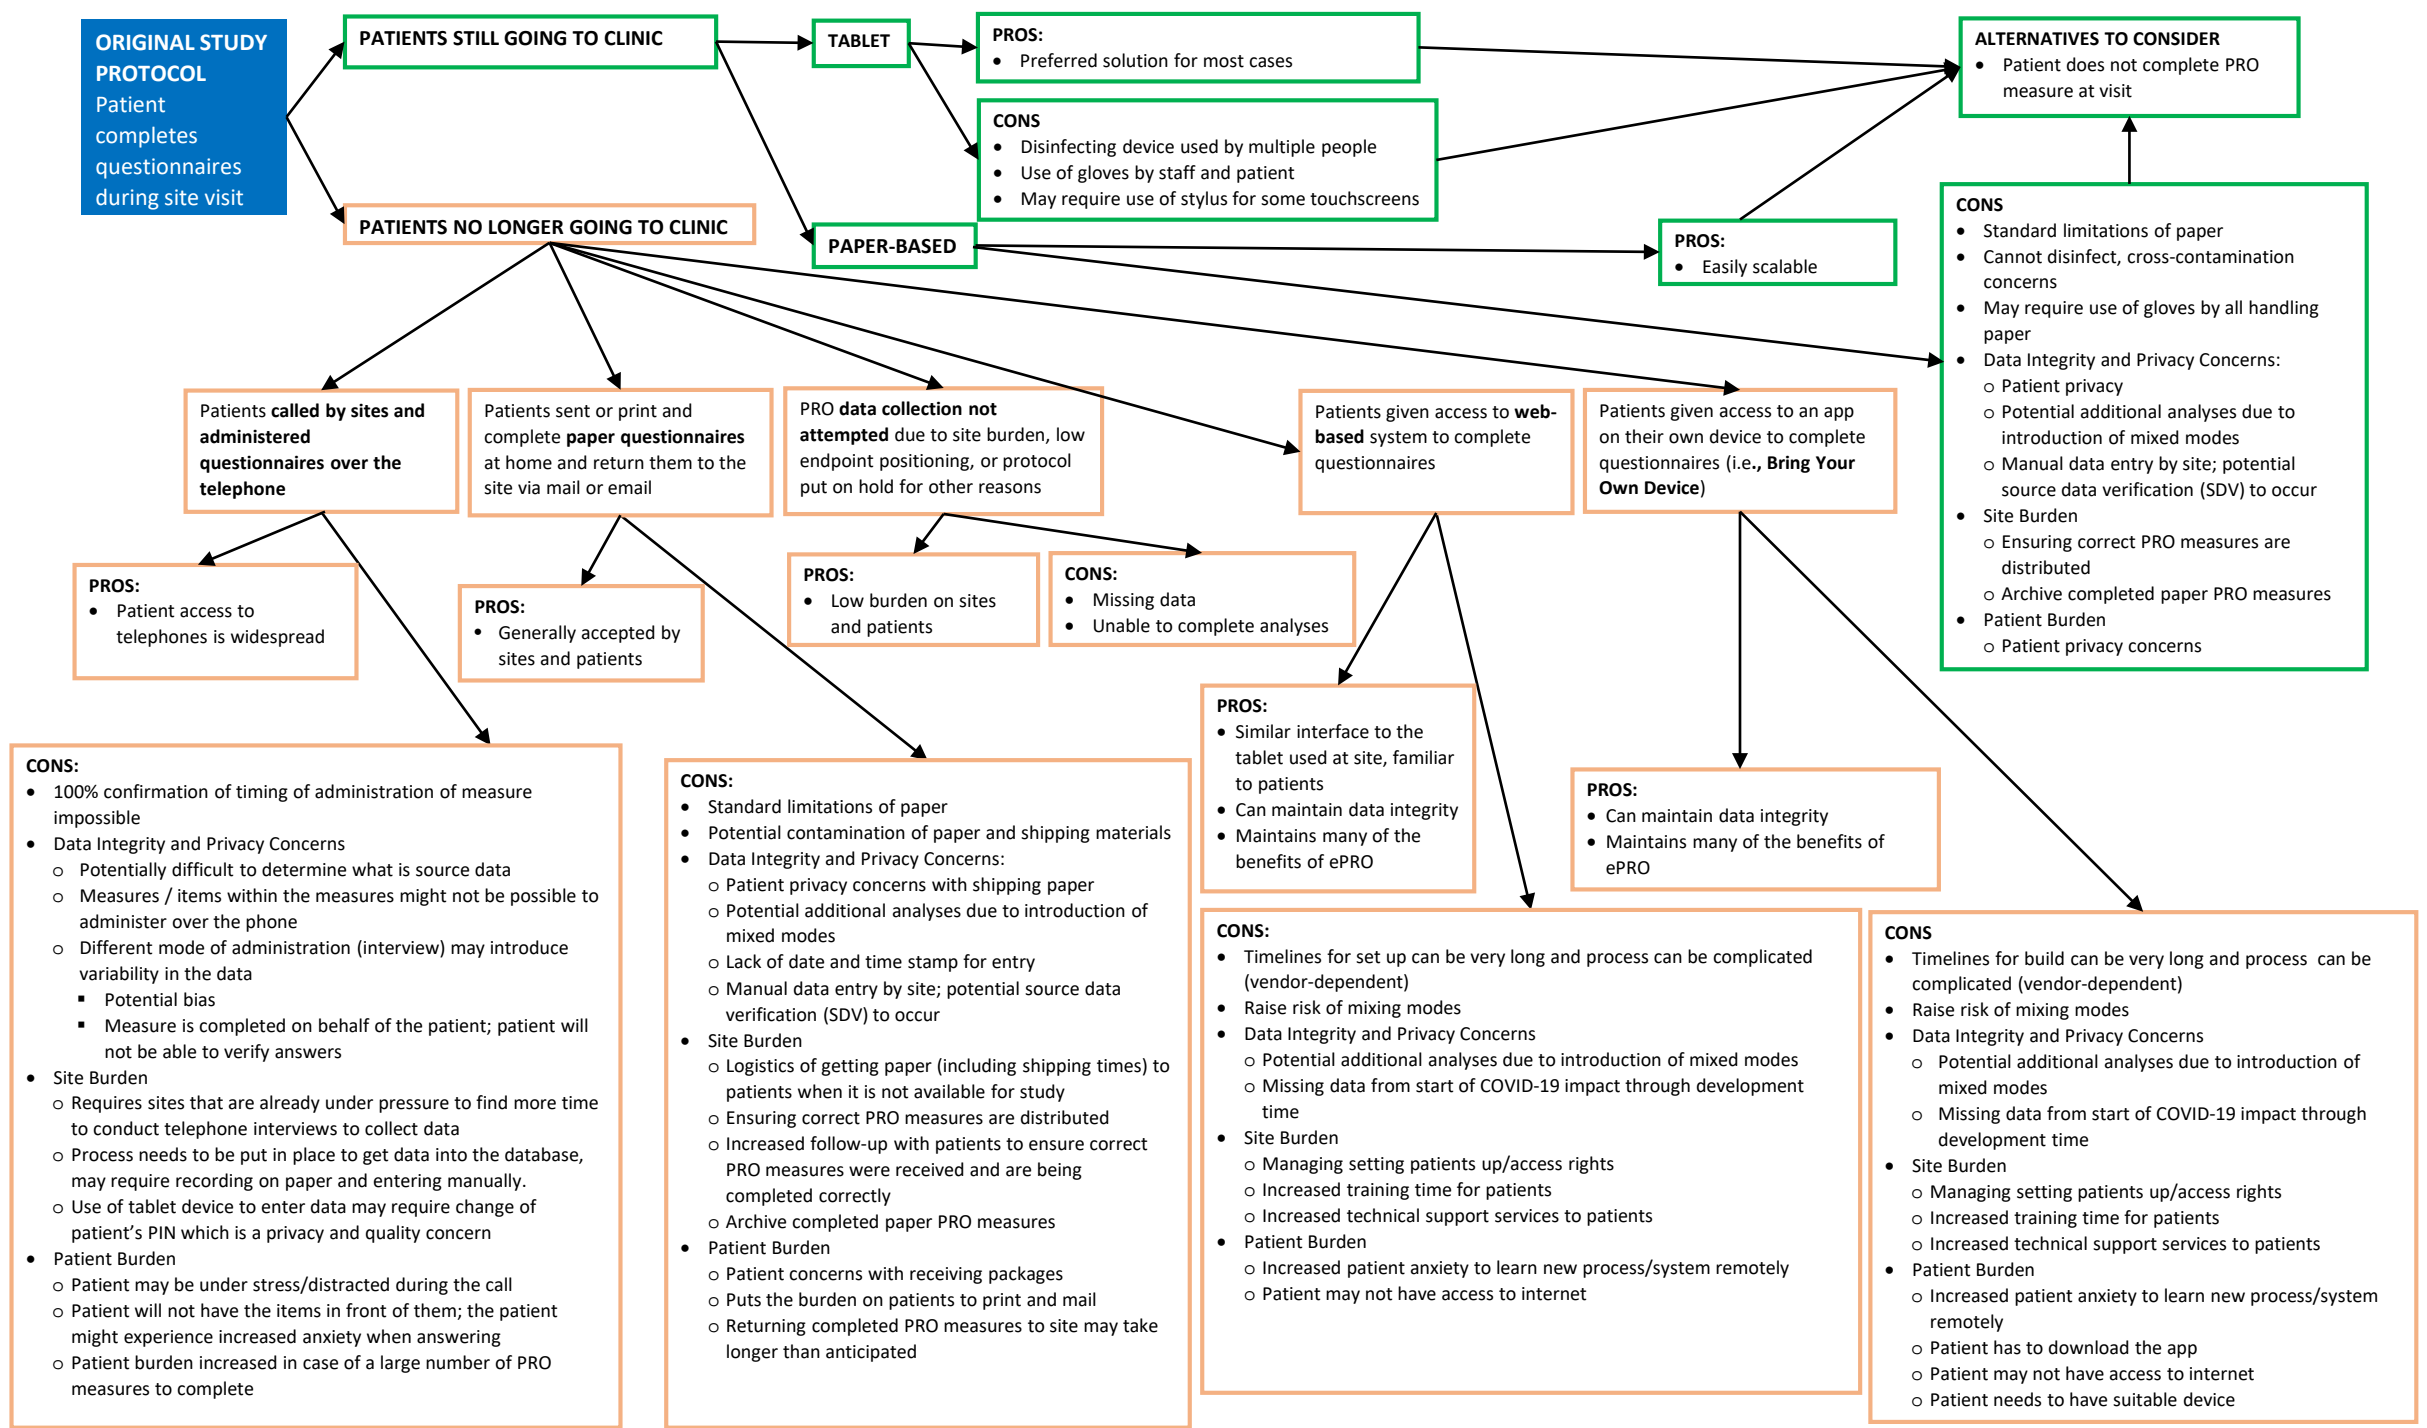 ORIGINAL STUDY
PROTOCOL
Patient
completes
questionnaires
during site visit
PATIENTS STILL GOING TO CLINIC
TABLET
PROS:
• Preferred solution for most cases
ALTERNATIVES TO CONSIDER
• Patient does not complete PRO
measure at visit
CONS
• Disinfecting device used by multiple people
• Use of gloves by staff and patient
• May require use of stylus for some touchscreens
PATIENTS NO LONGER GOING TO CLINIC
PAPER-BASED
PROS:
• Easily scalable
CONS
• Standard limitations of paper
• Cannot disinfect, cross-contamination
concerns
• May require use of gloves by all handling
paper
• Data Integrity and Privacy Concerns:
o Patient privacy
o Potential additional analyses due to
introduction of mixed modes
o Manual data entry by site; potential
source data verification (SDV) to occur
• Site Burden
o Ensuring correct PRO measures are
distributed
o Archive completed paper PRO measures
• Patient Burden
o Patient privacy concerns
Patients called by sites and
administered
questionnaires over the
telephone
Patients sent or print and
complete paper questionnaires
at home and return them to the
site via mail or email
PRO data collection not
attempted due to site burden, low
endpoint positioning, or protocol
put on hold for other reasons
Patients given access to web-
based system to complete
questionnaires
Patients given access to an app
on their own device to complete
questionnaires (i.e., Bring Your
Own Device)
PROS:
• Patient access to
telephones is widespread
PROS:
• Generally accepted by
sites and patients
PROS:
• Low burden on sites
and patients
CONS:
• Missing data
• Unable to complete analyses
PROS:
• Similar interface to the
tablet used at site, familiar
to patients
• Can maintain data integrity
• Maintains many of the
benefits of ePRO
PROS:
• Can maintain data integrity
• Maintains many of the benefits of
ePRO
CONS:
• 100% confirmation of timing of administration of measure
impossible
• Data Integrity and Privacy Concerns
o Potentially difficult to determine what is source data
o Measures / items within the measures might not be possible to
administer over the phone
o Different mode of administration (interview) may introduce
variability in the data
▪ Potential bias
▪ Measure is completed on behalf of the patient; patient will
not be able to verify answers
• Site Burden
o Requires sites that are already under pressure to find more time
to conduct telephone interviews to collect data
o Process needs to be put in place to get data into the database,
may require recording on paper and entering manually.
o Use of tablet device to enter data may require change of
patient’s PIN which is a privacy and quality concern
• Patient Burden
o Patient may be under stress/distracted during the call
o Patient will not have the items in front of them; the patient
might experience increased anxiety when answering
o Patient burden increased in case of a large number of PRO
measures to complete
CONS:
• Standard limitations of paper
• Potential contamination of paper and shipping materials
• Data Integrity and Privacy Concerns:
o Patient privacy concerns with shipping paper
o Potential additional analyses due to introduction of
mixed modes
o Lack of date and time stamp for entry
o Manual data entry by site; potential source data
verification (SDV) to occur
• Site Burden
o Logistics of getting paper (including shipping times) to
patients when it is not available for study
o Ensuring correct PRO measures are distributed
o Increased follow-up with patients to ensure correct
PRO measures were received and are being
completed correctly
o Archive completed paper PRO measures
• Patient Burden
o Patient concerns with receiving packages
o Puts the burden on patients to print and mail
o Returning completed PRO measures to site may take
longer than anticipated
CONS:
• Timelines for set up can be very long and process can be complicated
(vendor-dependent)
• Raise risk of mixing modes
• Data Integrity and Privacy Concerns
o Potential additional analyses due to introduction of mixed modes
o Missing data from start of COVID-19 impact through development
time
• Site Burden
o Managing setting patients up/access rights
o Increased training time for patients
o Increased technical support services to patients
• Patient Burden
o Increased patient anxiety to learn new process/system remotely
o Patient may not have access to internet
CONS
• Timelines for build can be very long and process can be
complicated (vendor-dependent)
• Raise risk of mixing modes
• Data Integrity and Privacy Concerns
o Potential additional analyses due to introduction of
mixed modes
o Missing data from start of COVID-19 impact through
development time
• Site Burden
o Managing setting patients up/access rights
o Increased training time for patients
o Increased technical support services to patients
• Patient Burden
o Increased patient anxiety to learn new process/system
remotely
o Patient has to download the app
o Patient may not have access to internet
o Patient needs to have suitable device